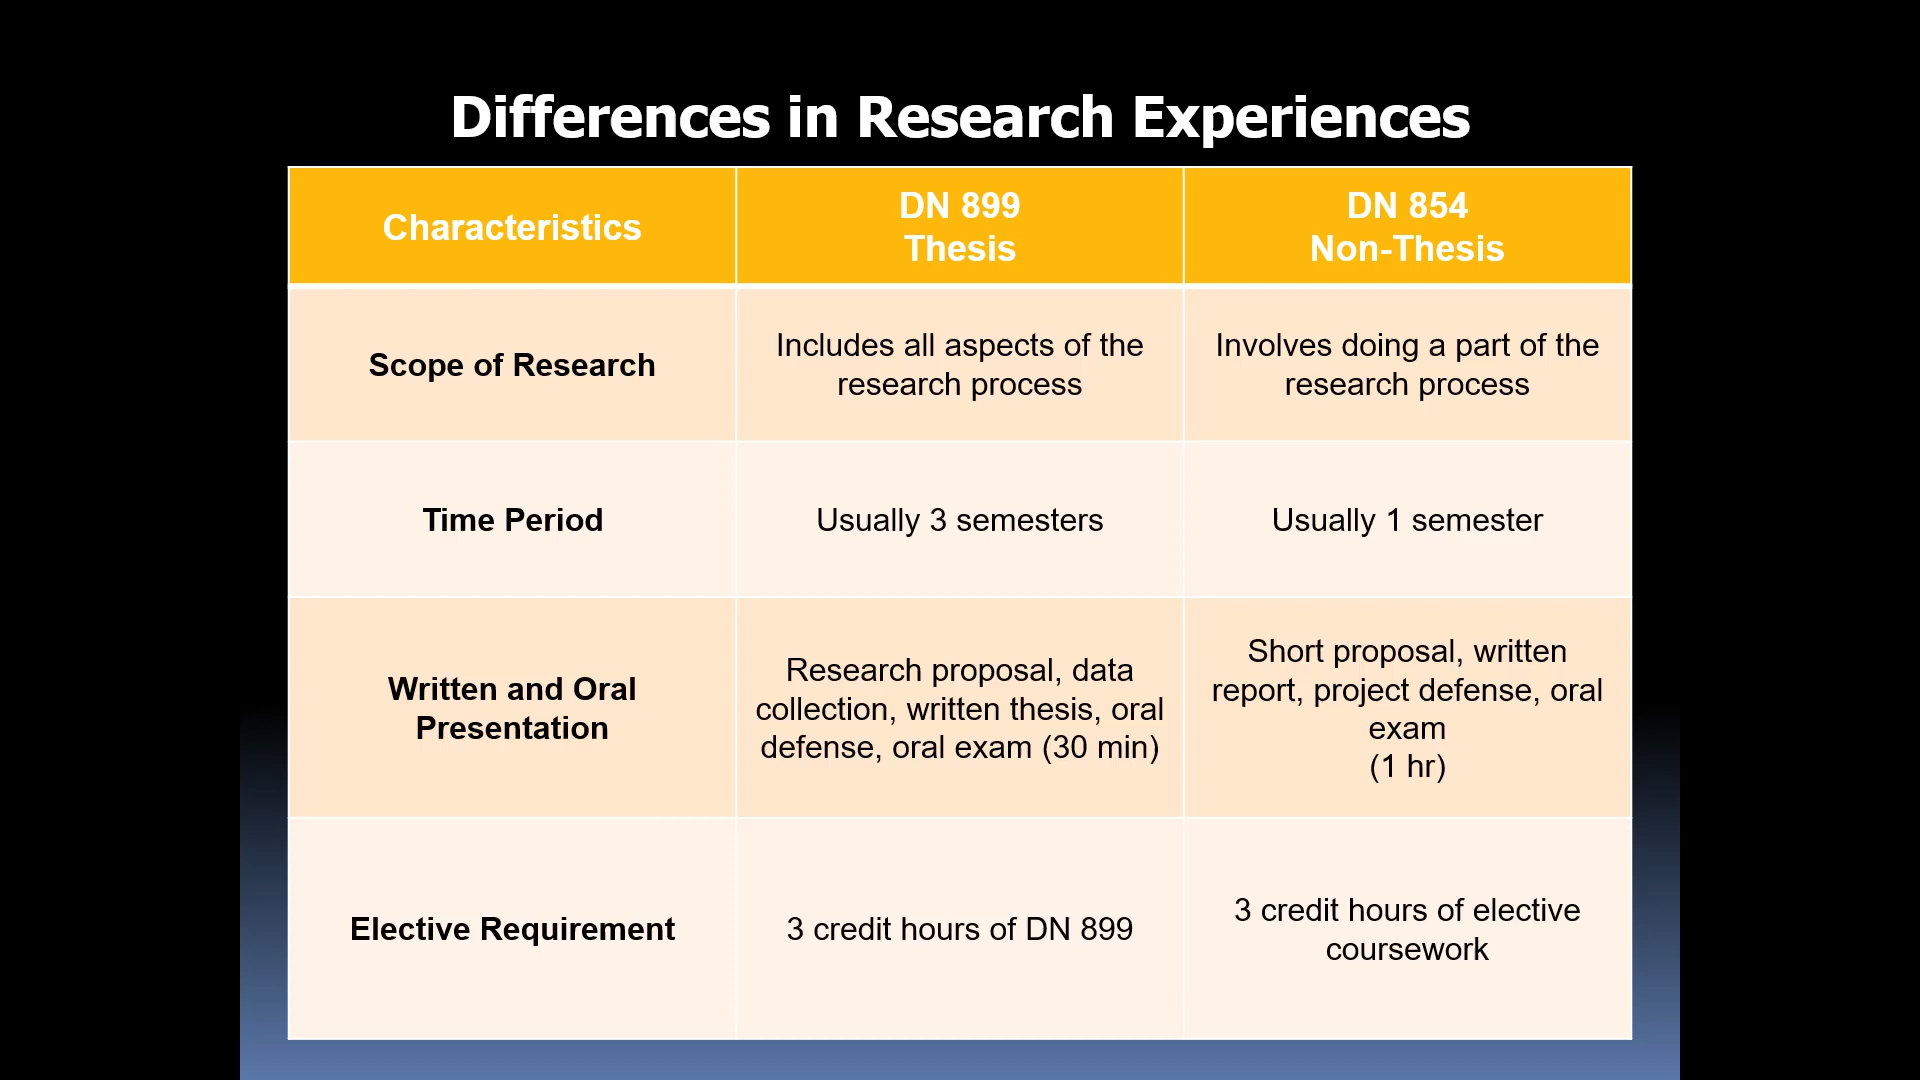 Differences in Research Experiences
Characteristics
DN 899
Thesis
DN 854
Non-Thesis
Scope of Research
Includes all aspects of the
research process
Involves doing a part of the
research process
Time Period
Usually 3 semesters
Usually 1 semester
Written and Oral
Presentation
Research proposal, data
collection, written thesis, oral
defense, oral exam (30 min)
Short proposal, written
report, project defense, oral
exam
(1 hr)
Elective Requirement
3 credit hours of DN 899
3 credit hours of elective
coursework